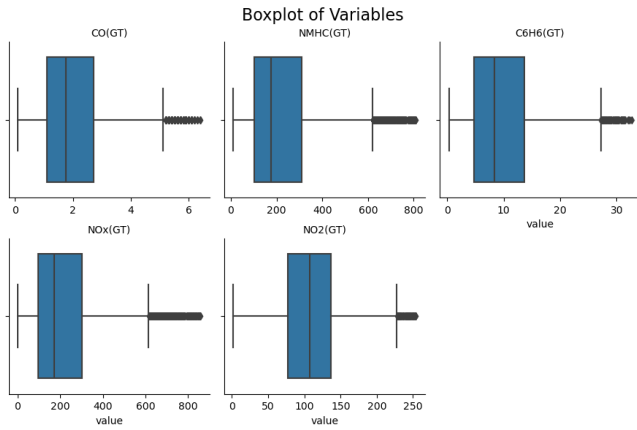 Boxplot of Variables
CO(GT)
NMHC(GT)
C6H6(GT)
0 2 4 6
0 200 400 600 800
0 10 20 30
value
NOx(GT)
NO2(GT)
0 200 400 600 800
0 50 100 150 200 250
value
value